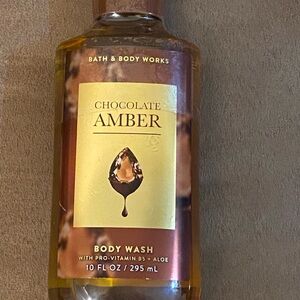 BATH & BODY WORKS
CHOCOLATE
AMBER
BODY WASH
WITH PRO-VITAMIN B5 + ALOE
10 FL OZ / 295 mL